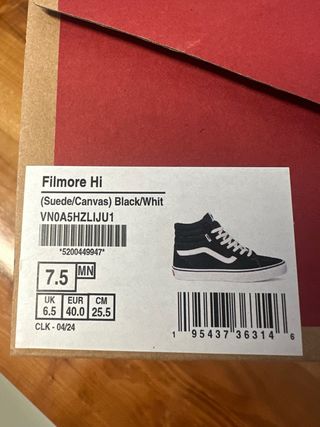 Filmore Hi
(Suede/Canvas) Black/Whit
VN0A5HZLIJU1
*5200449947*
7.5 MN
UK EUR CM
6.5 40.0 25.5
CLK - 04/24
1 95437 36314 6